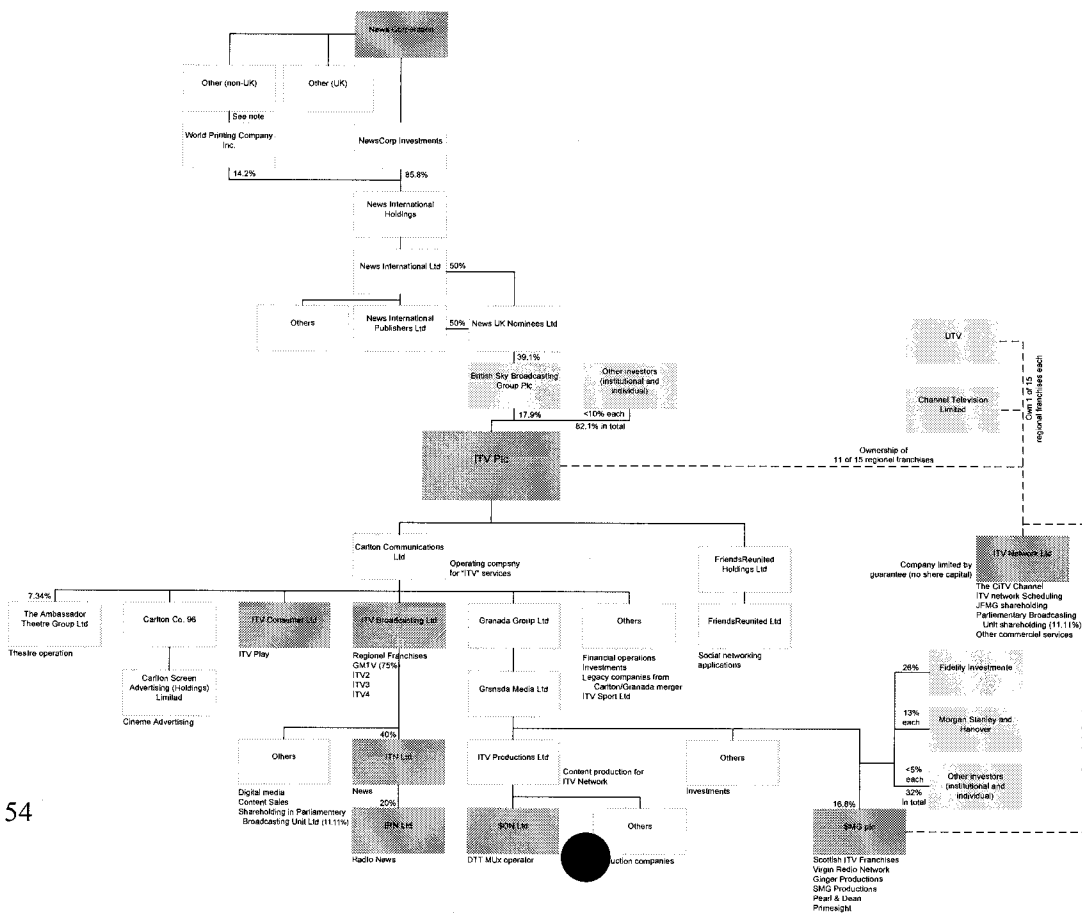 News Corporation
Other (non-UK)
Other (UK)
See note
World Printing Company
Inc.
NewsCorp Investments
14.2%
85.8%
News International
Holdings
News International Ltd
50%
Others
News International
Publishers Ltd
50%
News UK Nominees Ltd
39.1%
British Sky Broadcasting
Group Plc
Other investors
(institutional and
individual)
17.9%
<10% each
82.1% in total
UTV
Channel Television
Limited
Own 1 of 15
regional franchises each
ITV Plc
Ownership of
11 of 15 regional franchises
Carlton Communications
Ltd
Operating company
for "ITV" services
FriendsReunited
Holdings Ltd
ITV Network Ltd
Company limited by
guarantee (no share capital)
The CiTV Channel
ITV network Scheduling
JFMG shareholding
Parliamentary Broadcasting
Unit shareholding (11.11%)
Other commercial services
7.34%
The Ambassador
Theatre Group Ltd
Theatre operation
Carlton Co. 96
ITV Consumer Ltd
ITV Play
ITV Broadcasting Ltd
Regional Franchises
GMTV (75%)
ITV2
ITV3
ITV4
Granada Group Ltd
Others
Financial operations
Investments
Legacy companies from
Carlton/Granada merger
ITV Sport Ltd
FriendsReunited Ltd
Social networking
applications
Carlton Screen
Advertising (Holdings)
Limited
Cinema Advertising
Granada Media Ltd
26%
Fidelity Investments
13%
each
Morgan Stanley and
Hanover
<5%
each
32%
in total
Other investors
(institutional and
individual)
Others
Digital media
Content Sales
Shareholding in Parliamentary
Broadcasting Unit Ltd (11.11%)
40%
ITN Ltd
News
ITV Productions Ltd
Content production for
ITV Network
Others
Investments
20%
IRN Ltd
Radio News
SDN Ltd
DTT MUx operator
Others
uction companies
16.8%
SMG plc
Scottish ITV Franchises
Virgin Radio Network
Ginger Productions
SMG Productions
Pearl & Dean
Primesight
54